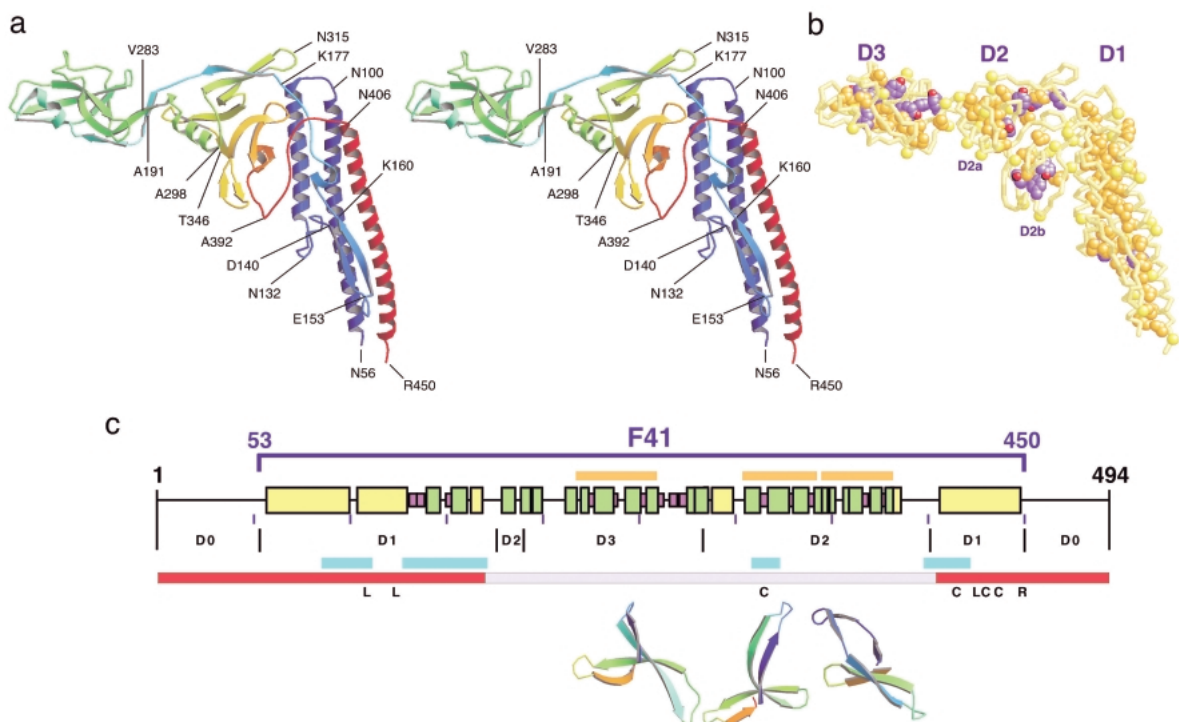 a
V283
N315
K177
N100
N406
K160
A191
A298
T346
A392
D140
N132
E153
N56
R450
V283
N315
K177
N100
N406
K160
A191
A298
T346
A392
D140
N132
E153
N56
R450
b
D3 D2 D1
D2a
D2b
c
53 F41 450
1 494
D0 D1 D2 D3 D2 D1 D0
L L C C L C C R